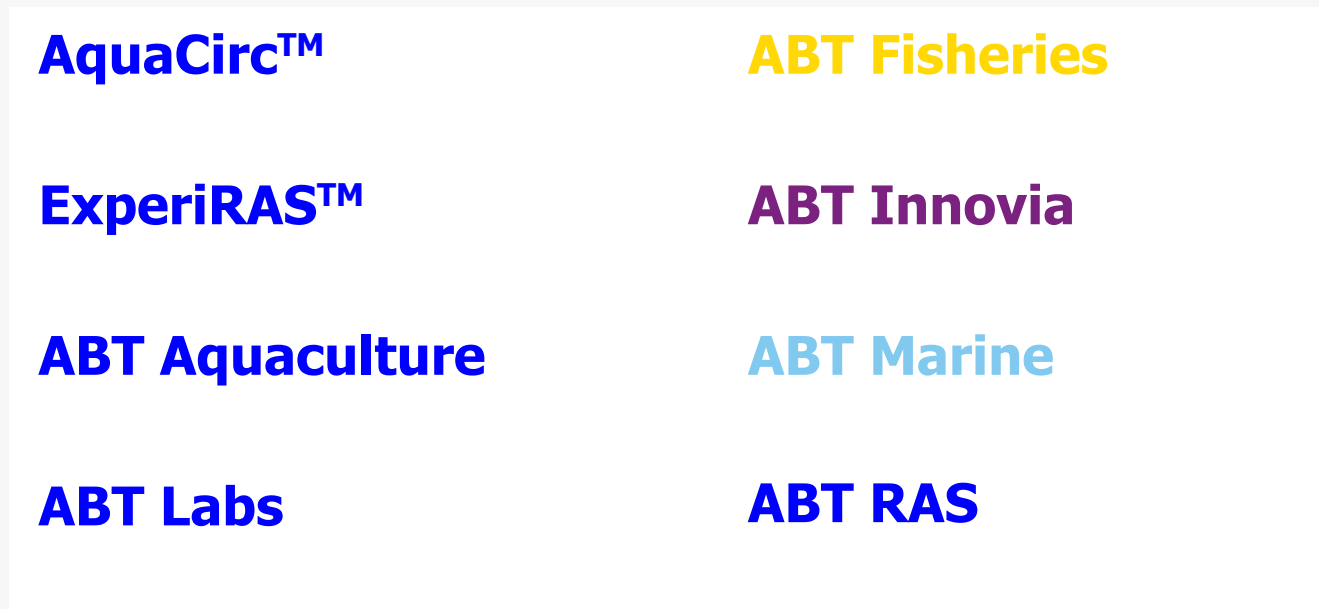 AquaCirc™
ExperiRAS™
ABT Aquaculture
ABT Labs
ABT Fisheries
ABT Innovia
ABT Marine
ABT RAS